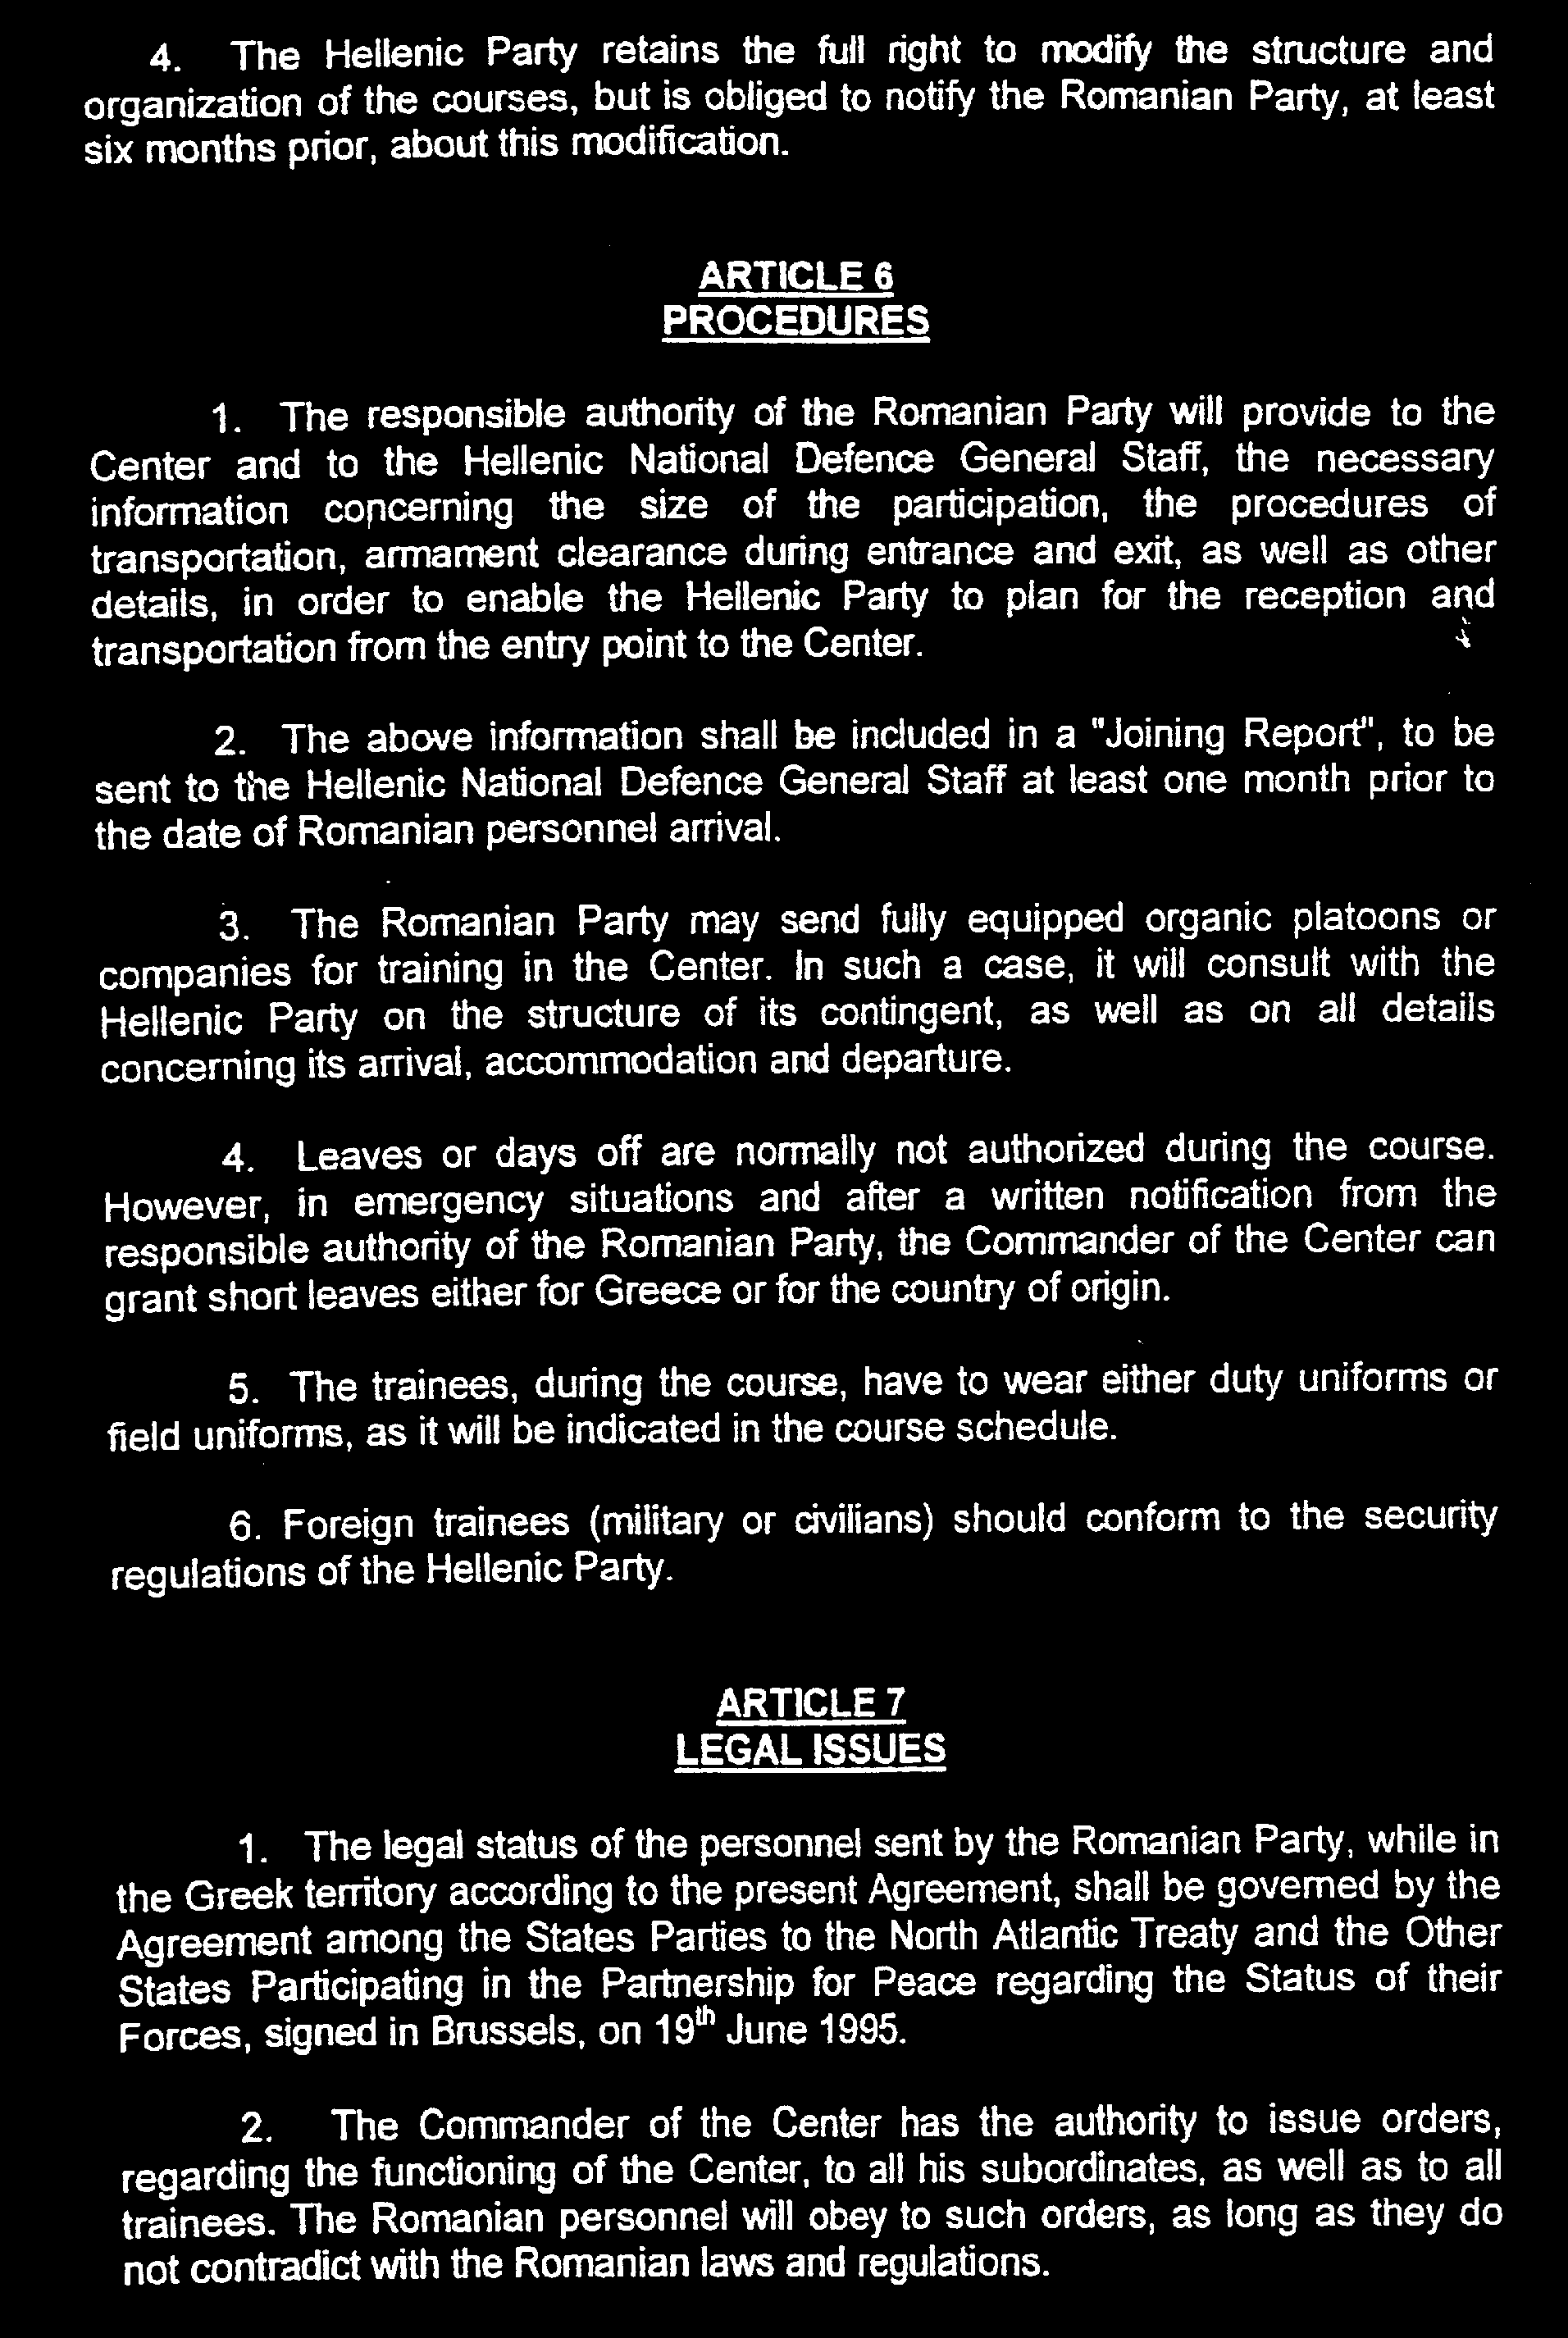 4. The Hellenic Party retains the full right to modify the structure and
organization of the courses, but is obliged to notify the Romanian Party, at least
six months prior, about this modification.
ARTICLE 6
PROCEDURES
1. The responsible authority of the Romanian Party will provide to the
Center and to the Hellenic National Defence General Staff, the necessary
information concerning the size of the participation, the procedures of
transportation, armament clearance during entrance and exit, as well as other
details, in order to enable the Hellenic Party to plan for the reception and
transportation from the entry point to the Center.
2. The above information shall be included in a "Joining Report", to be
sent to the Hellenic National Defence General Staff at least one month prior to
the date of Romanian personnel arrival.
3. The Romanian Party may send fully equipped organic platoons or
companies for training in the Center. In such a case, it will consult with the
Hellenic Party on the structure of its contingent, as well as on all details
concerning its arrival, accommodation and departure.
4. Leaves or days off are normally not authorized during the course.
However, in emergency situations and after a written notification from the
responsible authority of the Romanian Party, the Commander of the Center can
grant short leaves either for Greece or for the country of origin.
5. The trainees, during the course, have to wear either duty uniforms or
field uniforms, as it will be indicated in the course schedule.
6. Foreign trainees (military or civilians) should conform to the security
regulations of the Hellenic Party.
ARTICLE 7
LEGAL ISSUES
1. The legal status of the personnel sent by the Romanian Party, while in
the Greek territory according to the present Agreement, shall be governed by the
Agreement among the States Parties to the North Atlantic Treaty and the Other
States Participating in the Partnership for Peace regarding the Status of their
Forces, signed in Brussels, on 19th June 1995.
2. The Commander of the Center has the authority to issue orders,
regarding the functioning of the Center, to all his subordinates, as well as to all
trainees. The Romanian personnel will obey to such orders, as long as they do
not contradict with the Romanian laws and regulations.